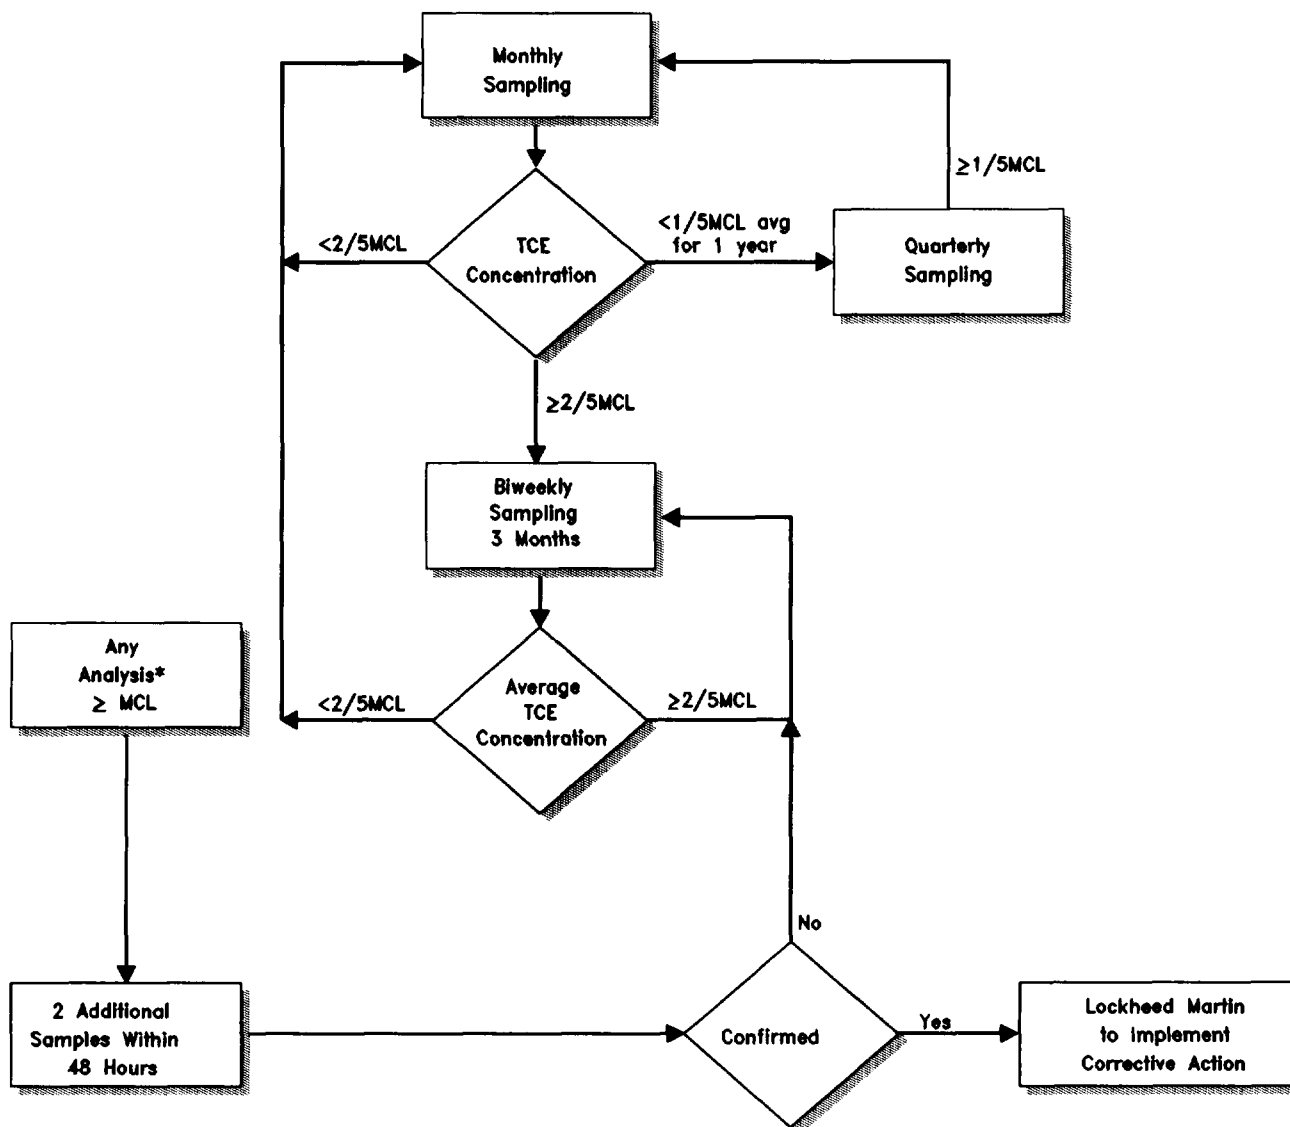 Monthly
Sampling
≥1/5MCL
<2/5MCL
TCE
Concentration
<1/5MCL avg
for 1 year
Quarterly
Sampling
≥2/5MCL
Biweekly
Sampling
3 Months
Any
Analysis*
≥ MCL
<2/5MCL
Average
TCE
Concentration
≥2/5MCL
No
2 Additional
Samples Within
48 Hours
Confirmed
Yes
Lockheed Martin
to Implement
Corrective Action